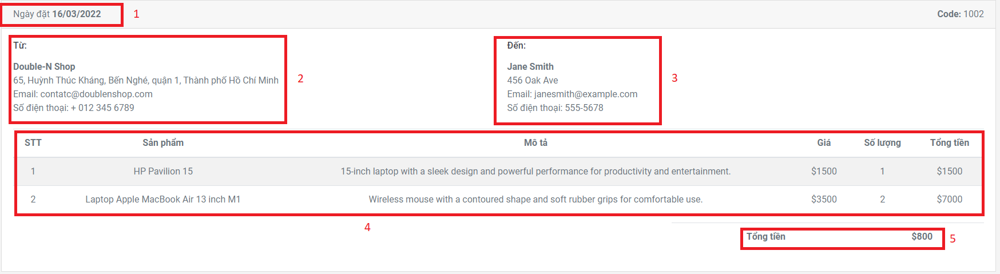 Ngày đặt 16/03/2022 1 Code: 1002
Từ:
Double-N Shop
65, Huỳnh Thúc Kháng, Bến Nghé, quận 1, Thành phố Hồ Chí Minh
Email: contatc@doublenshop.com
Số điện thoại: + 012 345 6789
2
Đến:
Jane Smith
456 Oak Ave
Email: janesmith@example.com
Số điện thoại: 555-5678
3
STT Sản phẩm Mô tả Giá Số lượng Tổng tiền
1 HP Pavilion 15 15-inch laptop with a sleek design and powerful performance for productivity and entertainment. $1500 1 $1500
2 Laptop Apple MacBook Air 13 inch M1 Wireless mouse with a contoured shape and soft rubber grips for comfortable use. $3500 2 $7000
4
Tổng tiền $800 5